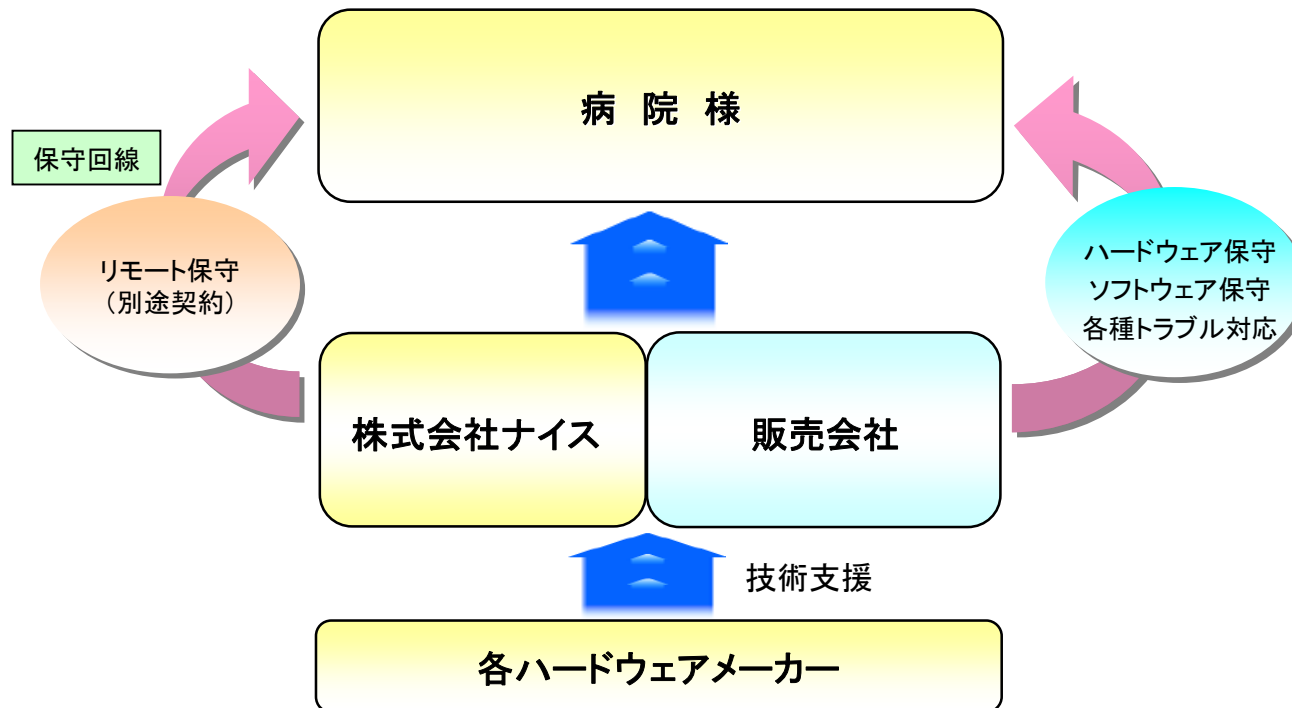 病 院 様
保守回線
リモート保守
（別途契約）
ハードウェア保守
ソフトウェア保守
各種トラブル対応
株式会社ナイス
販売会社
技術支援
各ハードウェアメーカー